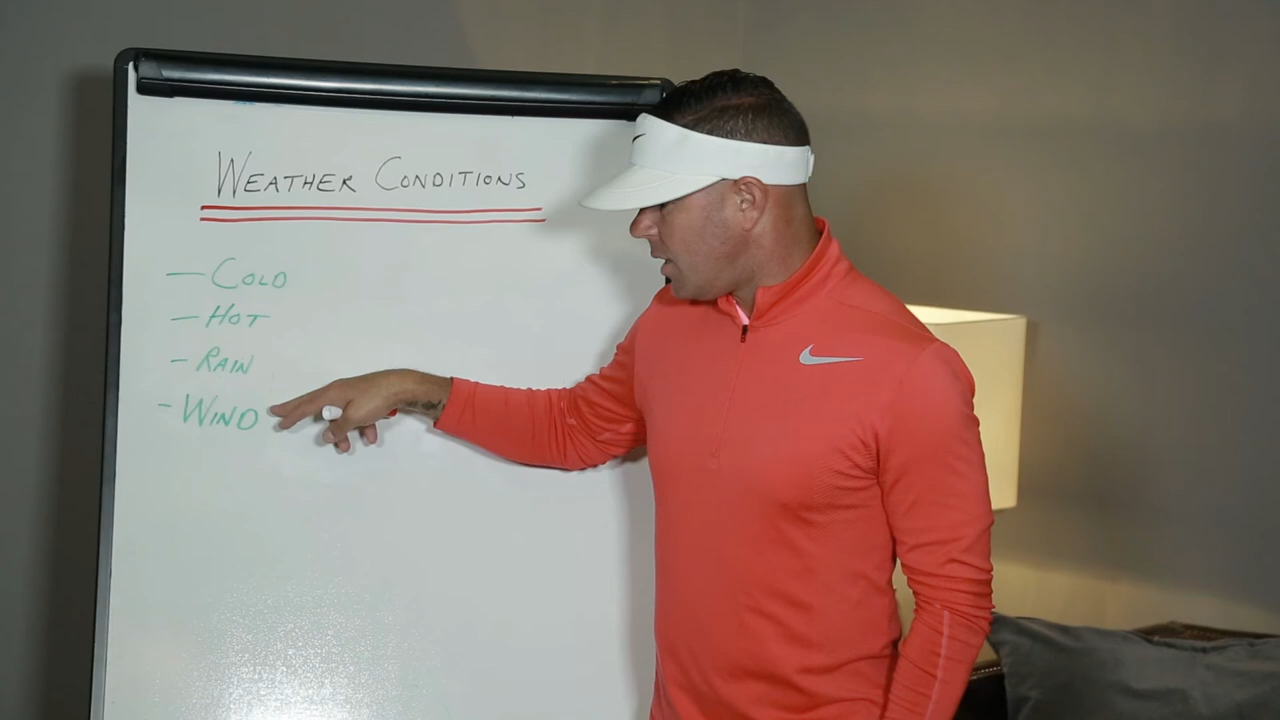 WEATHER CONDITIONS
— COLD
— HOT
- RAIN
- WIND